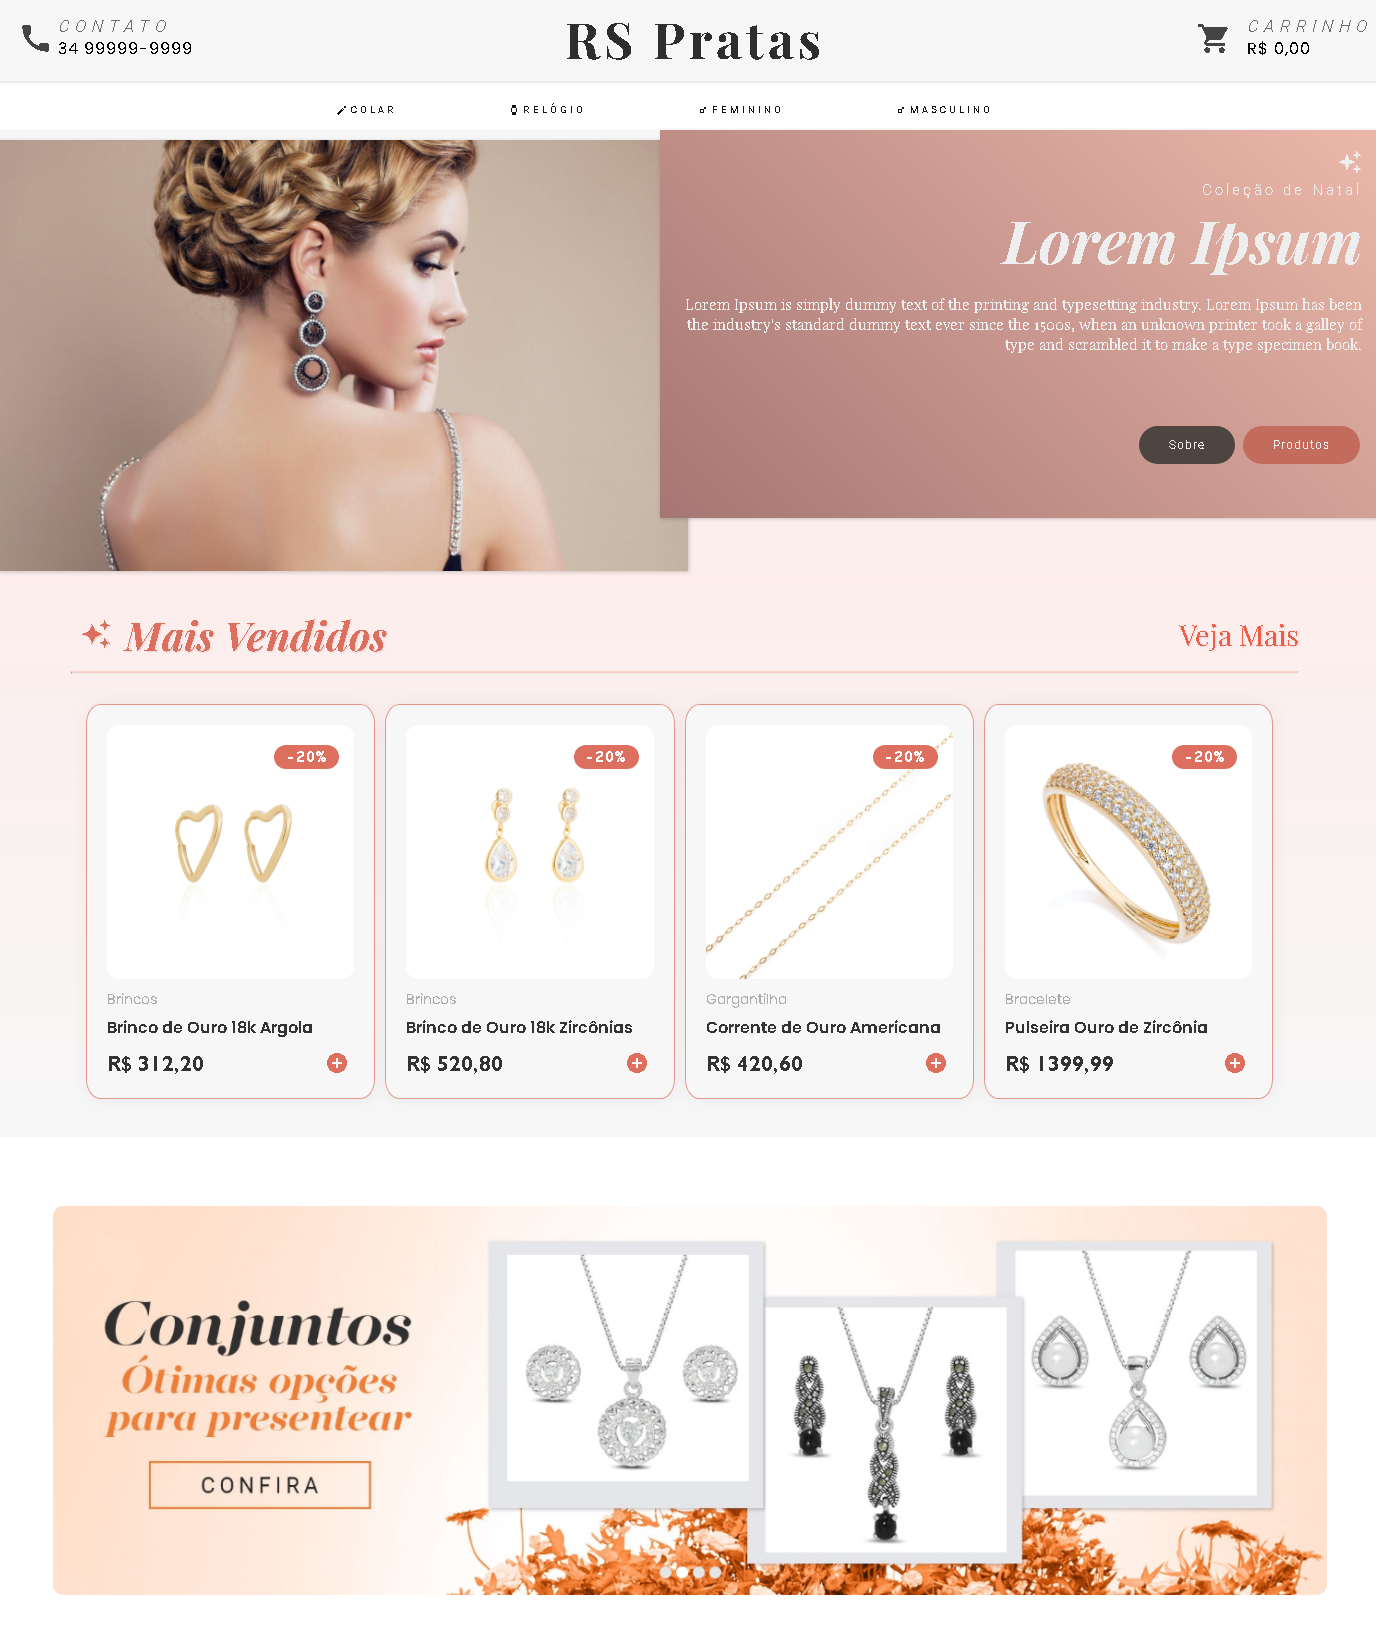 CONTATO
34 99999-9999
RS Pratas
CARRINHO
R$ 0,00
COLAR
RELÓGIO
FEMININO
MASCULINO
Coleção de Natal
Lorem Ipsum
Lorem Ipsum is simply dummy text of the printing and typesetting industry. Lorem Ipsum has been
the industry's standard dummy text ever since the 1500s, when an unknown printer took a galley of
type and scrambled it to make a type specimen book.
Sobre
Produtos
Mais Vendidos
Veja Mais
-20%
Brincos
Brinco de Ouro 18k Argola
R$ 312,20
-20%
Brincos
Brinco de Ouro 18k Zircônias
R$ 520,80
-20%
Gargantilha
Corrente de Ouro Americana
R$ 420,60
-20%
Bracelete
Pulseira Ouro de Zircônia
R$ 1399,99
Conjuntos
Ótimas opções
para presentear
CONFIRA